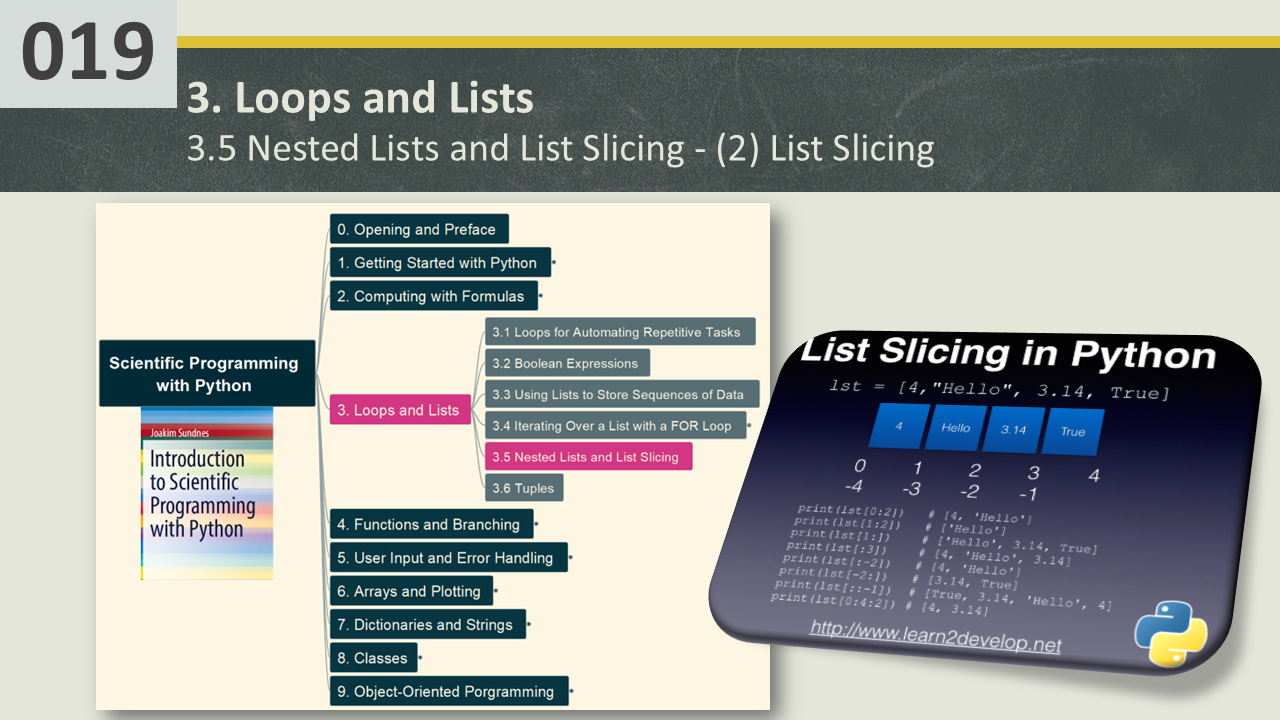 019
3. Loops and Lists
3.5 Nested Lists and List Slicing - (2) List Slicing
Scientific Programming
with Python
Joakim Sundnes
Introduction
to Scientific
Programming
with Python
0. Opening and Preface
1. Getting Started with Python
2. Computing with Formulas
3. Loops and Lists
3.1 Loops for Automating Repetitive Tasks
3.2 Boolean Expressions
3.3 Using Lists to Store Sequences of Data
3.4 Iterating Over a List with a FOR Loop
3.5 Nested Lists and List Slicing
3.6 Tuples
4. Functions and Branching
5. User Input and Error Handling
6. Arrays and Plotting
7. Dictionaries and Strings
8. Classes
9. Object-Oriented Porgramming
List Slicing in Python
lst = [4,"Hello", 3.14, True]
4 Hello 3.14 True
0 1 2 3 4
-4 -3 -2 -1
print(lst[0:2]) # [4, 'Hello']
print(lst[1:2]) # ['Hello']
print(lst[1:]) # ['Hello', 3.14, True]
print(lst[:3]) # [4, 'Hello', 3.14]
print(lst[:-2]) # [4, 'Hello']
print(lst[-2:]) # [3.14, True]
print(lst[::-1]) # [True, 3.14, 'Hello', 4]
print(lst[0:4:2]) # [4, 3.14]
http://www.learn2develop.net